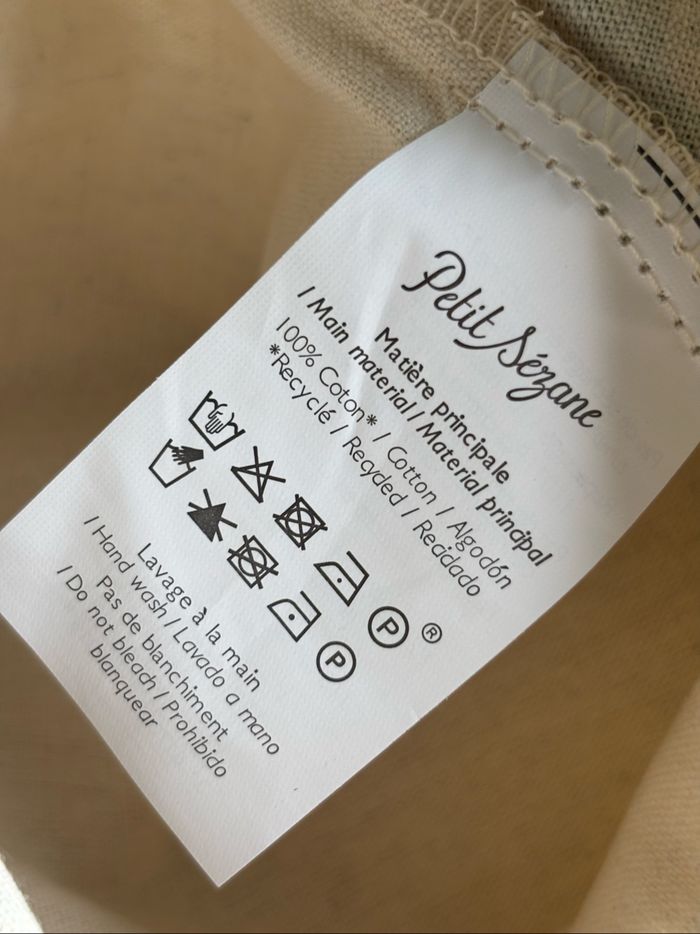 Petit Sézane
Matière principale
/ Main material / Material principal
100% Coton* / Cotton / Algodón
*Recyclé / Recycled / Reciclado
P ®
P
Lavage à la main
/ Hand wash / Lavado a mano
Pas de blanchiment
/ Do not bleach / Prohibido
blanquear